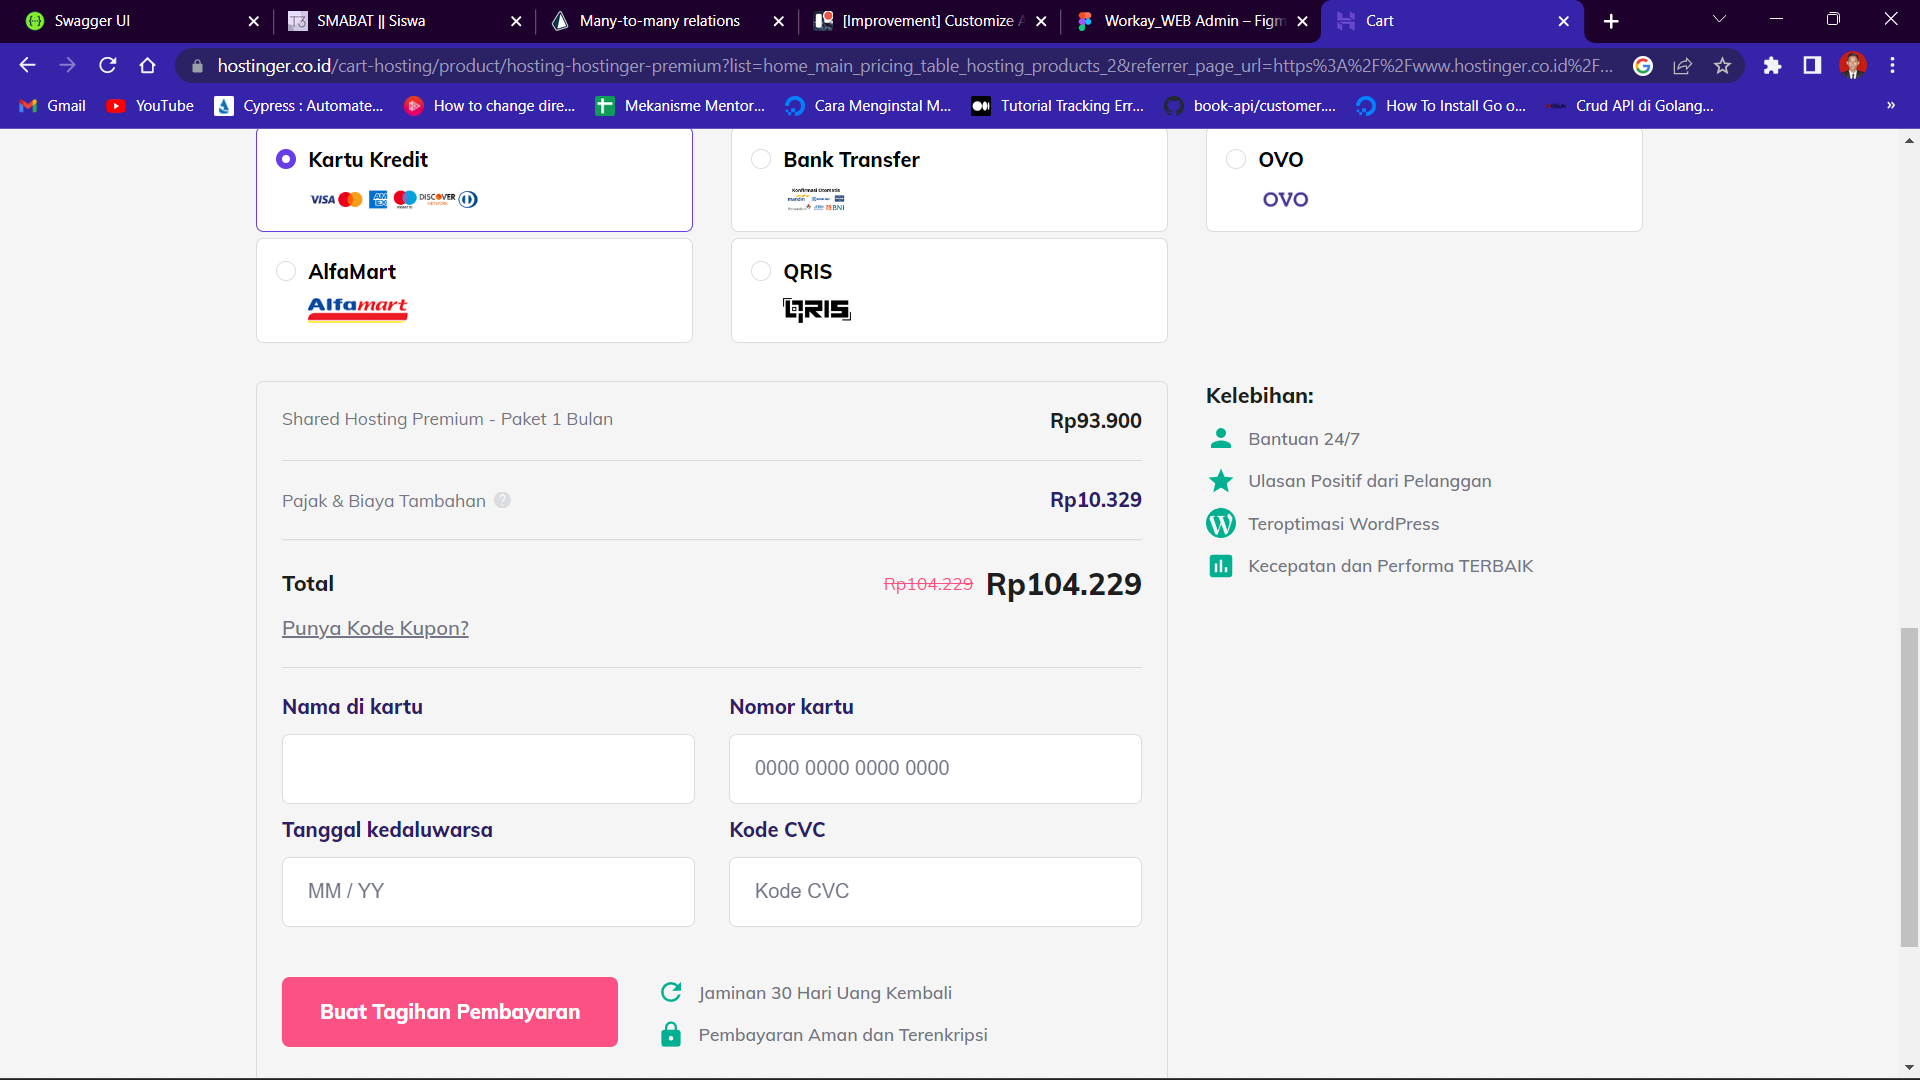 Swagger UI
SMABAT || Siswa
Many-to-many relations
[Improvement] Customize A
Workay_WEB Admin – Figm
Cart
hostinger.co.id/cart-hosting/product/hosting-hostinger-premium?list=home_main_pricing_table_hosting_products_2&referrer_page_url=https%3A%2F%2Fwww.hostinger.co.id%2F...
Gmail
YouTube
Cypress : Automate...
How to change dire...
Mekanisme Mentor...
Cara Menginstal M...
Tutorial Tracking Err...
book-api/customer....
How To Install Go o...
Crud API di Golang...
»
Kartu Kredit
VISA
AM EX
DISCOVER
Bank Transfer
Konfirmasi Otomatis
mandiri
BNI
OVO
OVO
AlfaMart
Alfamart
QRIS
QRIS
Shared Hosting Premium - Paket 1 Bulan
Rp93.900
Pajak & Biaya Tambahan ?
Rp10.329
Total
Rp104.229 Rp104.229
Punya Kode Kupon?
Kelebihan:
Bantuan 24/7
Ulasan Positif dari Pelanggan
Teroptimasi WordPress
Kecepatan dan Performa TERBAIK
Nama di kartu
Nomor kartu
0000 0000 0000 0000
Tanggal kedaluwarsa
Kode CVC
MM / YY
Kode CVC
Buat Tagihan Pembayaran
Jaminan 30 Hari Uang Kembali
Pembayaran Aman dan Terenkripsi